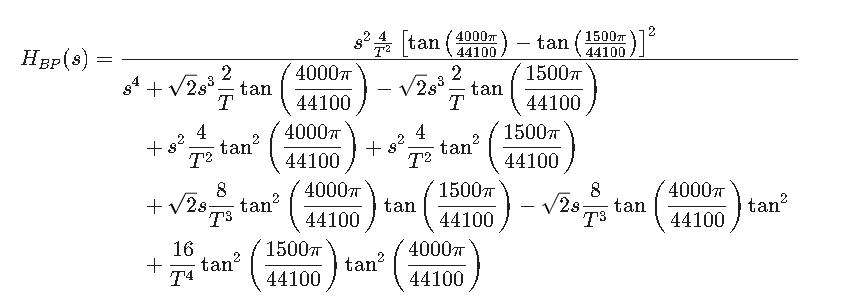 H_{BP}(s) = \frac{s^2 \frac{4}{T^2} \left[ \tan\left(\frac{4000\pi}{44100}\right) - \tan\left(\frac{1500\pi}{44100}\right) \right]^2}{
s^4 + \sqrt{2}s^3 \frac{2}{T} \tan\left(\frac{4000\pi}{44100}\right) - \sqrt{2}s^3 \frac{2}{T} \tan\left(\frac{1500\pi}{44100}\right)
+ s^2 \frac{4}{T^2} \tan^2\left(\frac{4000\pi}{44100}\right) + s^2 \frac{4}{T^2} \tan^2\left(\frac{1500\pi}{44100}\right)
+ \sqrt{2}s \frac{8}{T^3} \tan^2\left(\frac{4000\pi}{44100}\right) \tan\left(\frac{1500\pi}{44100}\right) - \sqrt{2}s \frac{8}{T^3} \tan\left(\frac{4000\pi}{44100}\right) \tan^2
+ \frac{16}{T^4} \tan^2\left(\frac{1500\pi}{44100}\right) \tan^2\left(\frac{4000\pi}{44100}\right)}